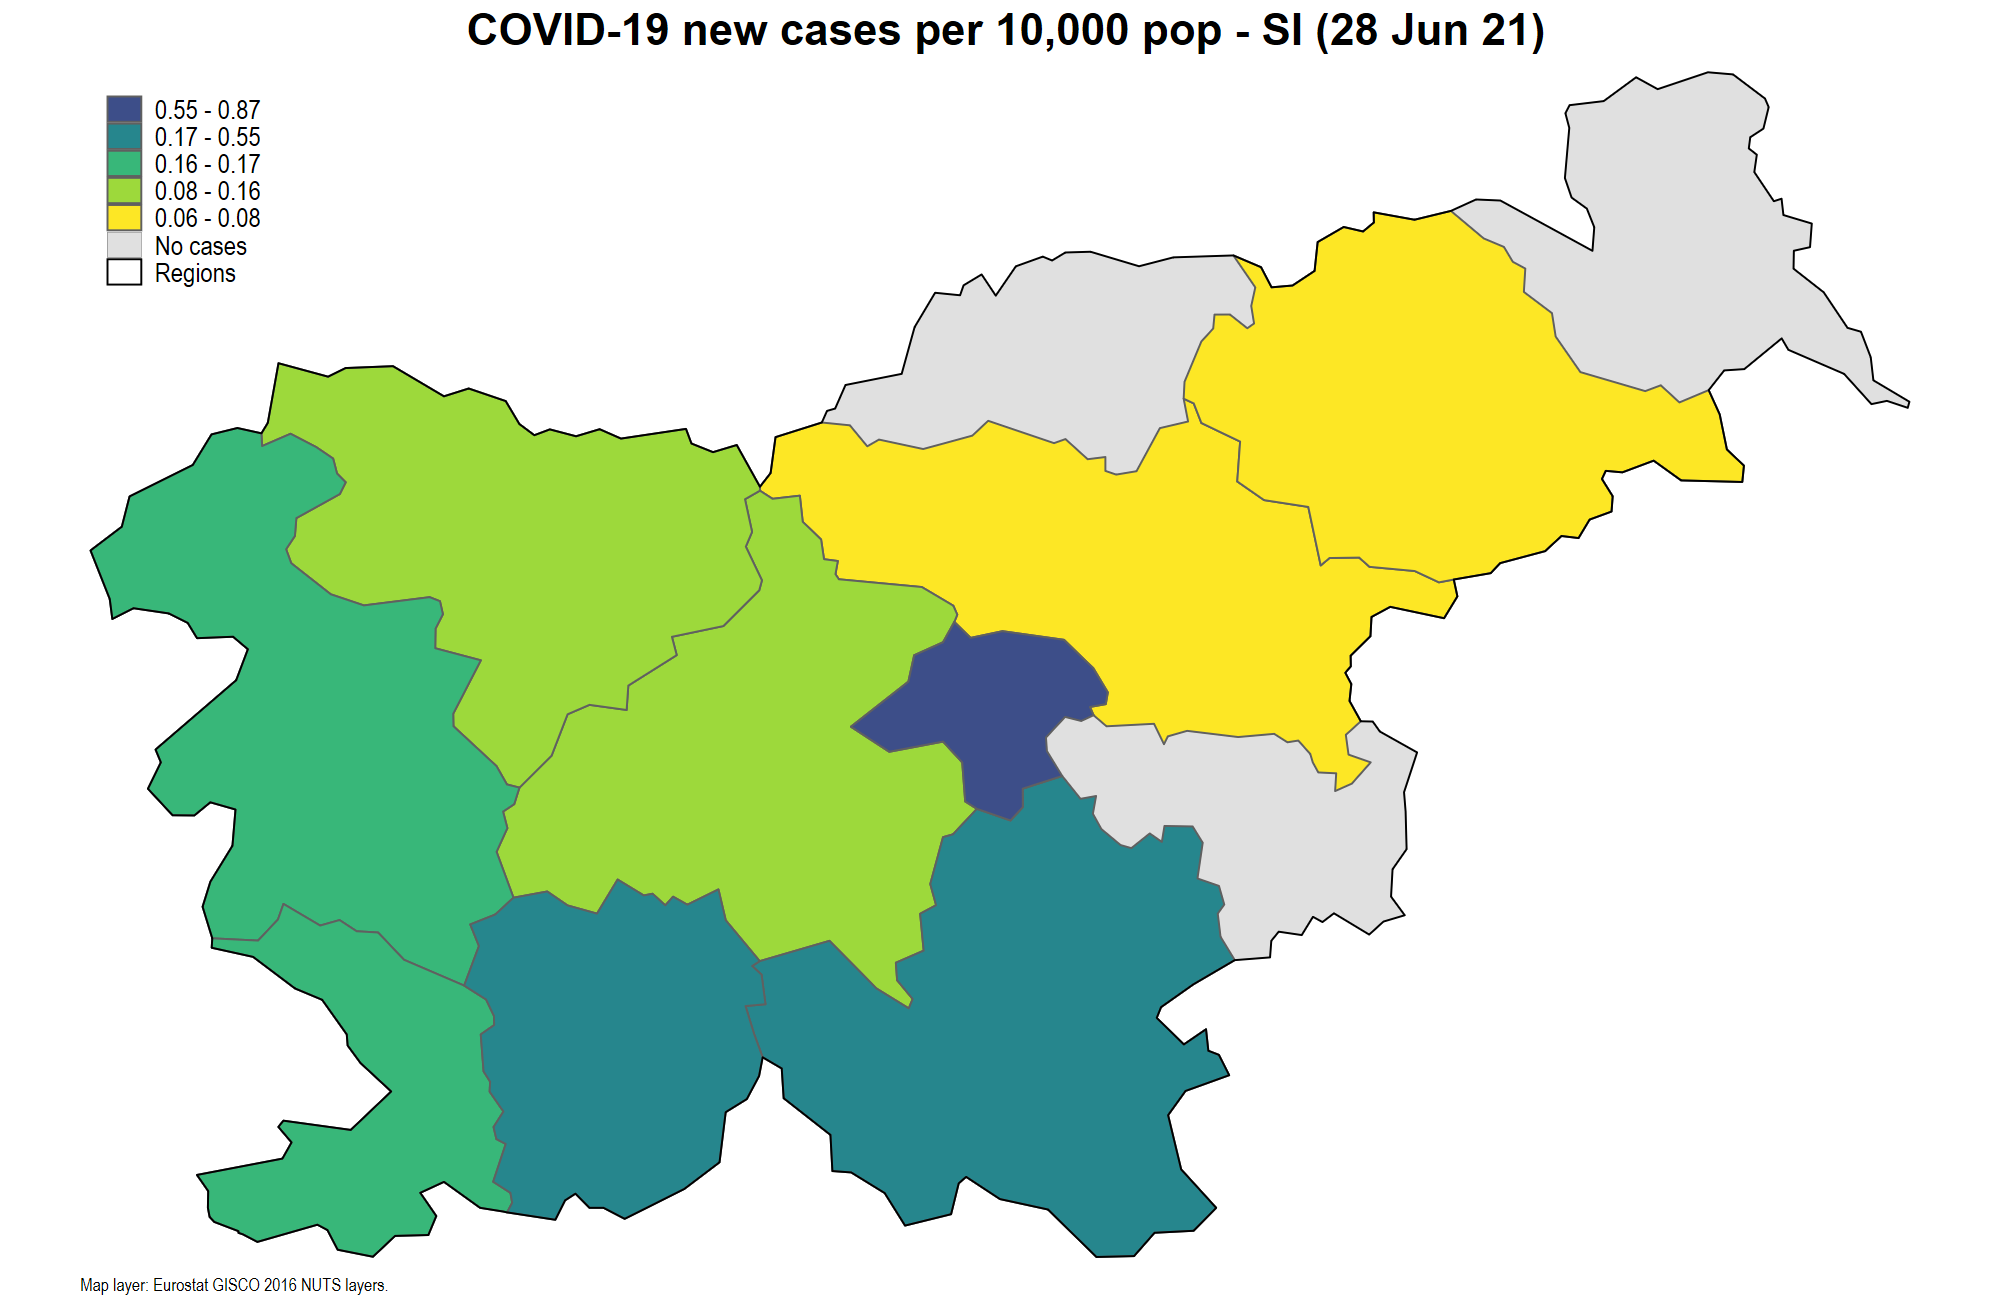 COVID-19 new cases per 10,000 pop - SI (28 Jun 21)
0.55 - 0.87
0.17 - 0.55
0.16 - 0.17
0.08 - 0.16
0.06 - 0.08
No cases
Regions
Map layer: Eurostat GISCO 2016 NUTS layers.